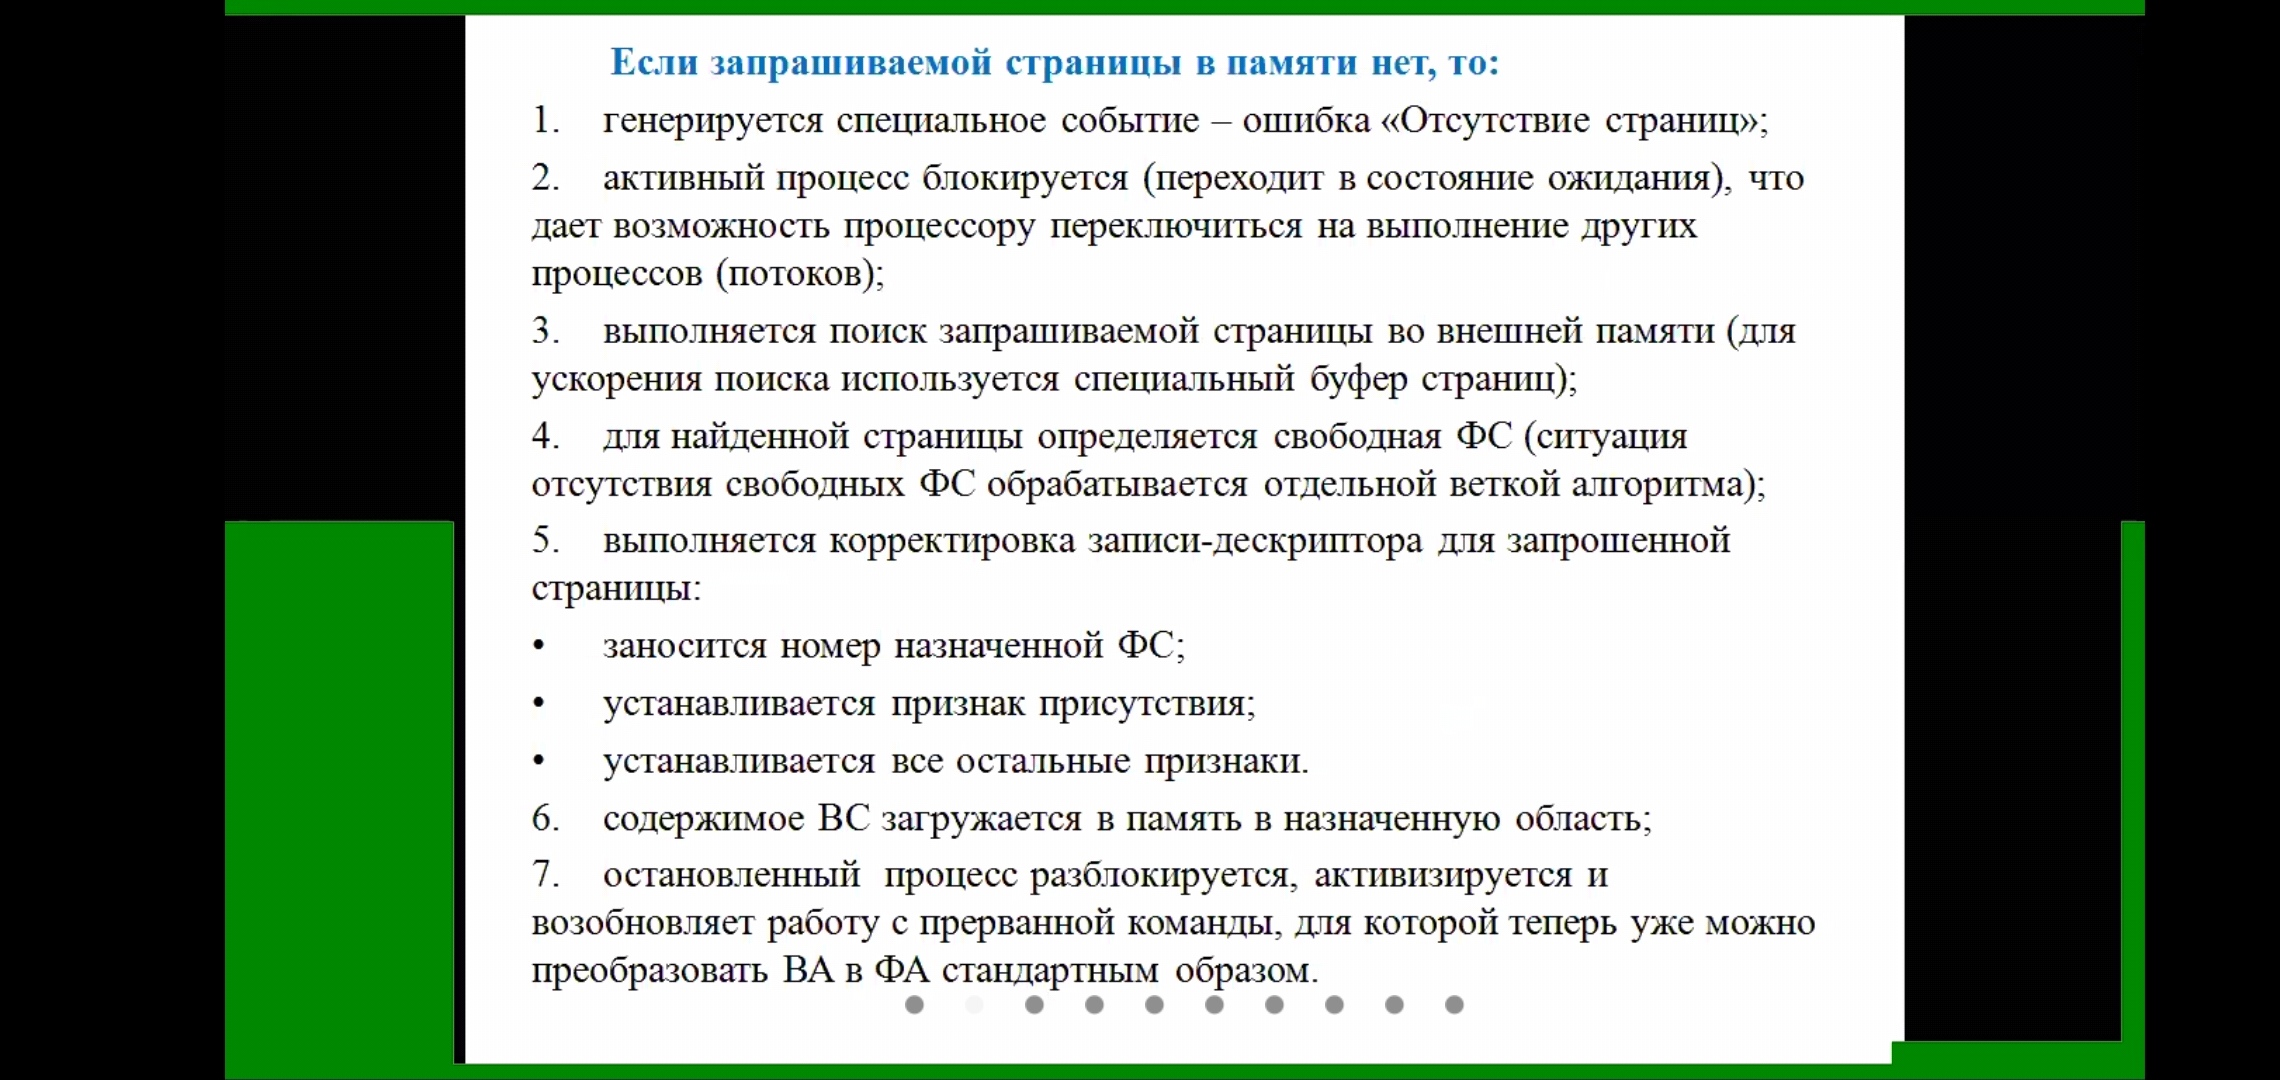 Если запрашиваемой страницы в памяти нет, то:
1. генерируется специальное событие – ошибка «Отсутствие страниц»;
2. активный процесс блокируется (переходит в состояние ожидания), что
дает возможность процессору переключиться на выполнение других
процессов (потоков);
3. выполняется поиск запрашиваемой страницы во внешней памяти (для
ускорения поиска используется специальный буфер страниц);
4. для найденной страницы определяется свободная ФС (ситуация
отсутствия свободных ФС обрабатывается отдельной веткой алгоритма);
5. выполняется корректировка записи-дескриптора для запрошенной
страницы:
• заносится номер назначенной ФС;
• устанавливается признак присутствия;
• устанавливается все остальные признаки.
6. содержимое ВС загружается в память в назначенную область;
7. остановленный процесс разблокируется, активизируется и
возобновляет работу с прерванной команды, для которой теперь уже можно
преобразовать ВА в ФА стандартным образом.